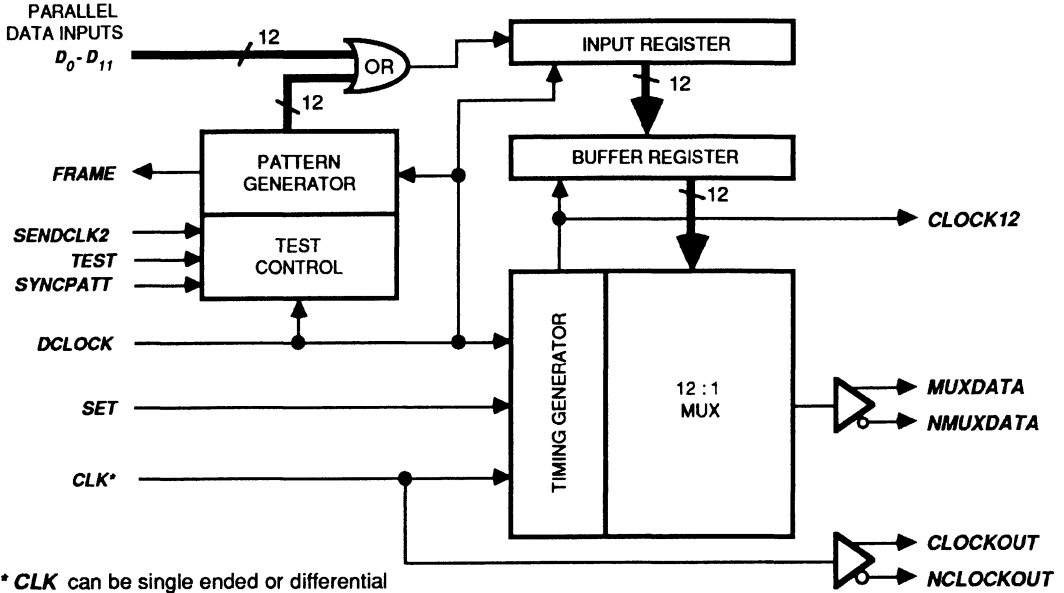 PARALLEL
DATA INPUTS
D0 - D11
12
OR
12
INPUT REGISTER
12
BUFFER REGISTER
12
CLOCK12
PATTERN
GENERATOR
FRAME
SENDCLK2
TEST
SYNCPATT
TEST
CONTROL
DCLOCK
SET
CLK*
TIMING GENERATOR
12 : 1
MUX
MUXDATA
NMUXDATA
CLOCKOUT
NCLOCKOUT
* CLK can be single ended or differential